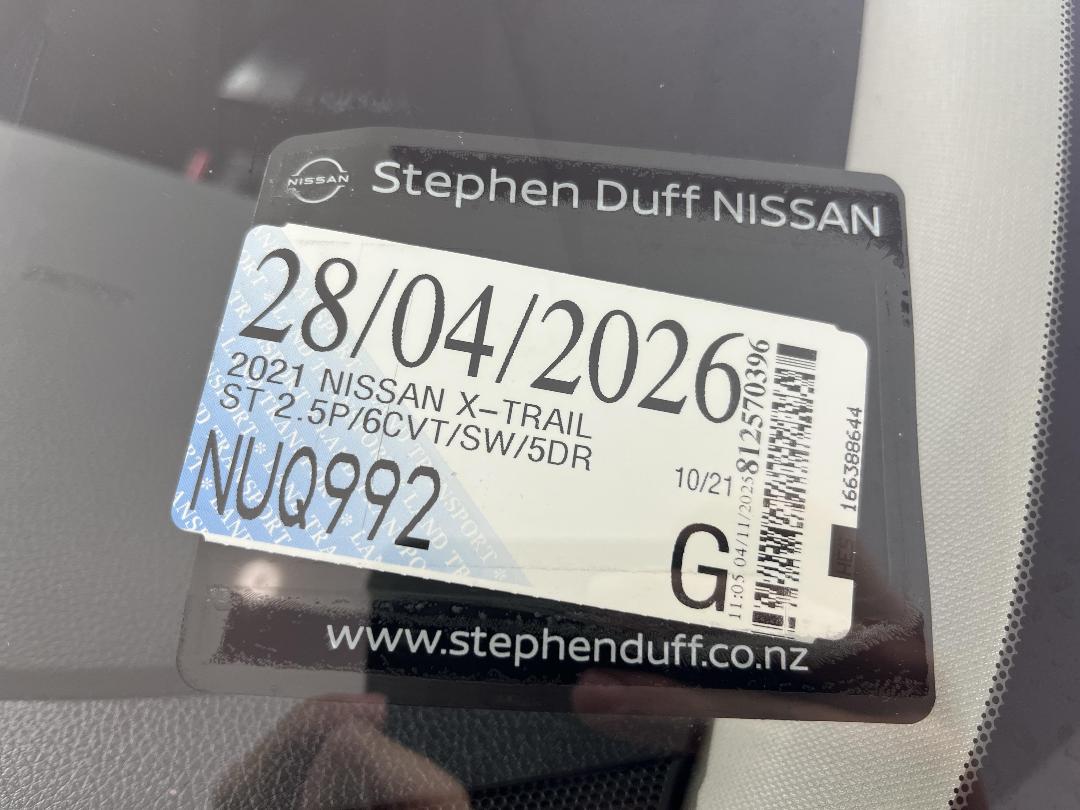 NISSAN
Stephen Duff NISSAN
28/04/2026
2021 NISSAN X-TRAIL
ST 2.5P/6CVT/SW/5DR
NUQ992
10/21
G
11:05 04/11/2025 812570396
166388644
www.stephenduff.co.nz